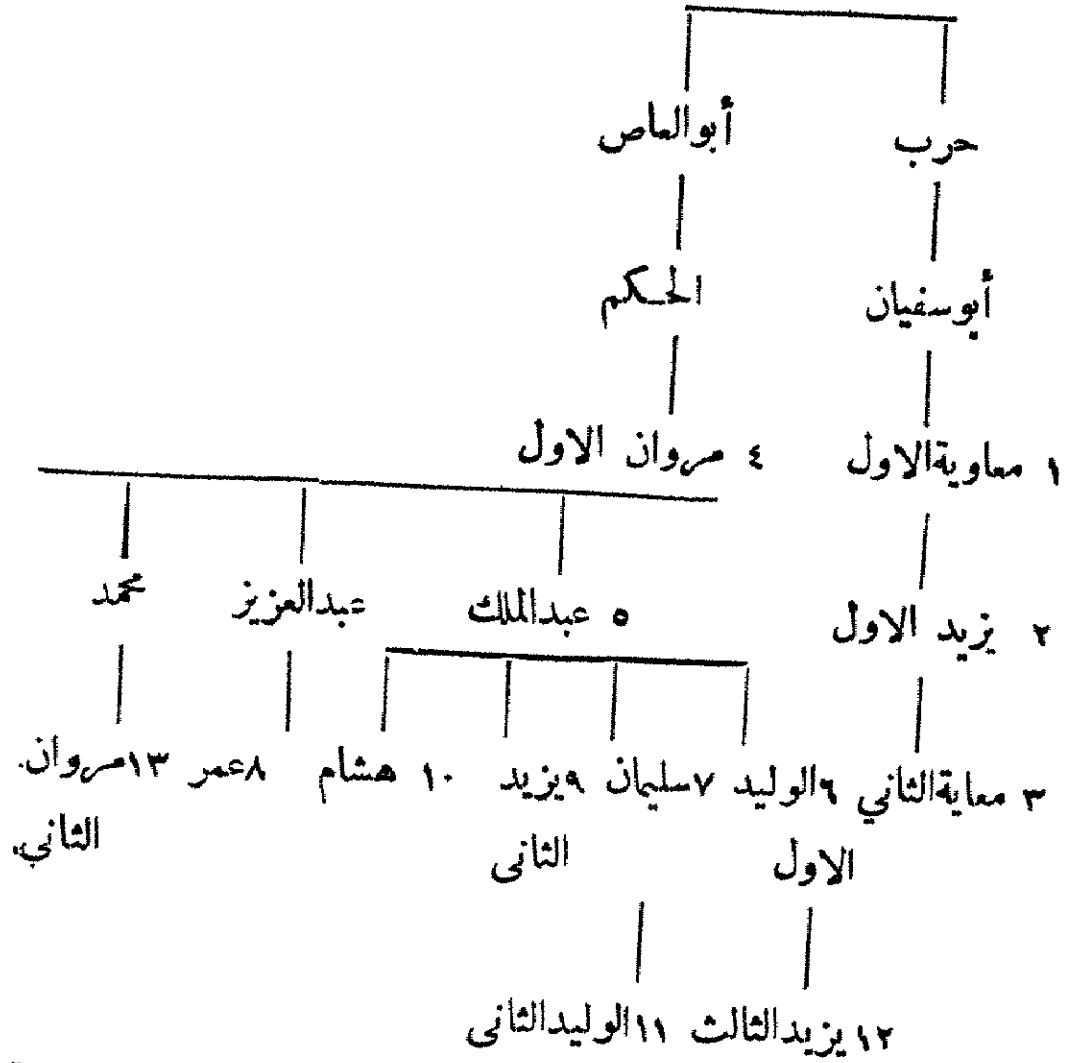 حرب أبوالعاص
أبوسفيان الحكم
١ معاوية الاول ٤ مروان الاول
٢ يزيد الاول ٥ عبدالملك عبدالعزيز محمد
٣ معاية الثاني ٦ الوليد ٧ سليمان ٩ يزيد ١٠ هشام ٨ عمر ١٣ مروان.
الاول الثانى الثاني.
١٢ يزيد الثالث ١١ الوليد الثانى